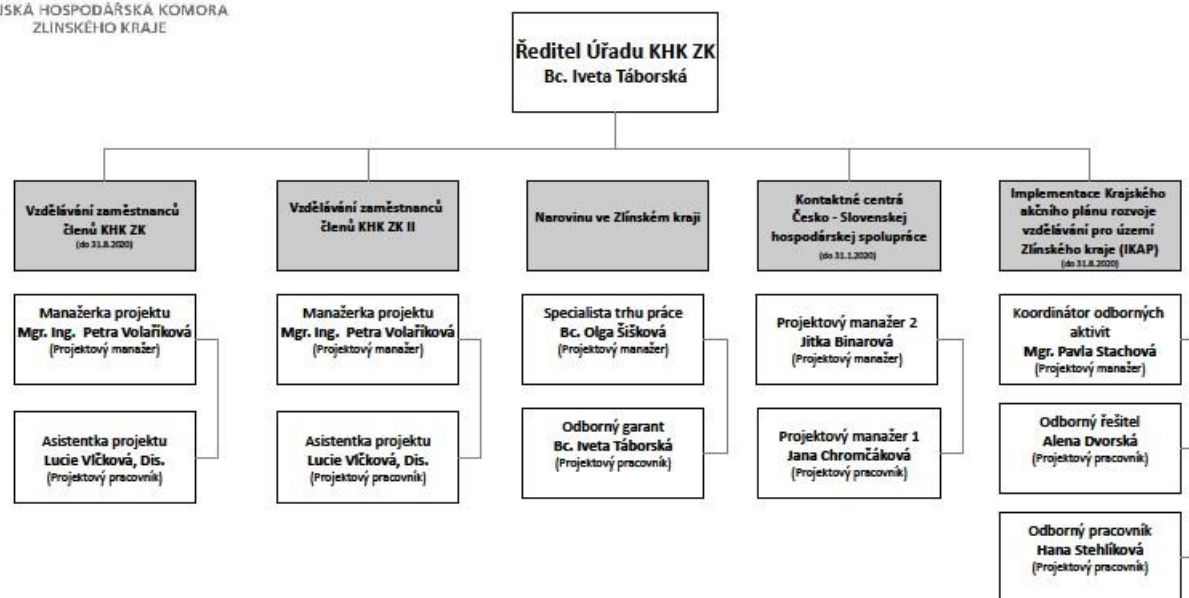 JSKÁ HOSPODÁŘSKÁ KOMORA
ZLINSKÉHO KRAJE
Ředitel Úřadu KHK ZK
Bc. Iveta Táborská
Vzdělávání zaměstnanců
členů KHK ZK
(do 31.8.2020)
Manažerka projektu
Mgr. Ing. Petra Volaříková
(Projektový manažer)
Asistentka projektu
Lucie Vlčková, Dis.
(Projektový pracovník)
Vzdělávání zaměstnanců
členů KHK ZK II
Manažerka projektu
Mgr. Ing. Petra Volaříková
(Projektový manažer)
Asistentka projektu
Lucie Vlčková, Dis.
(Projektový pracovník)
Narovinu ve Zlínském kraji
Specialista trhu práce
Bc. Olga Šišková
(Projektový manažer)
Odborný garant
Bc. Iveta Táborská
(Projektový pracovník)
Kontaktné centrá
Česko - Slovenskej
hospodárskej spolupráce
(do 31.1.2020)
Projektový manažer 2
Jitka Binarová
(Projektový manažer)
Projektový manažer 1
Jana Chromčáková
(Projektový pracovník)
Implementace Krajského
akčního plánu rozvoje
vzdělávání pro území
Zlínského kraje (IKAP)
(do 31.8.2020)
Koordinátor odborných
aktivit
Mgr. Pavla Stachová
(Projektový manažer)
Odborný řešitel
Alena Dvorská
(Projektový pracovník)
Odborný pracovník
Hana Stehlíková
(Projektový pracovník)